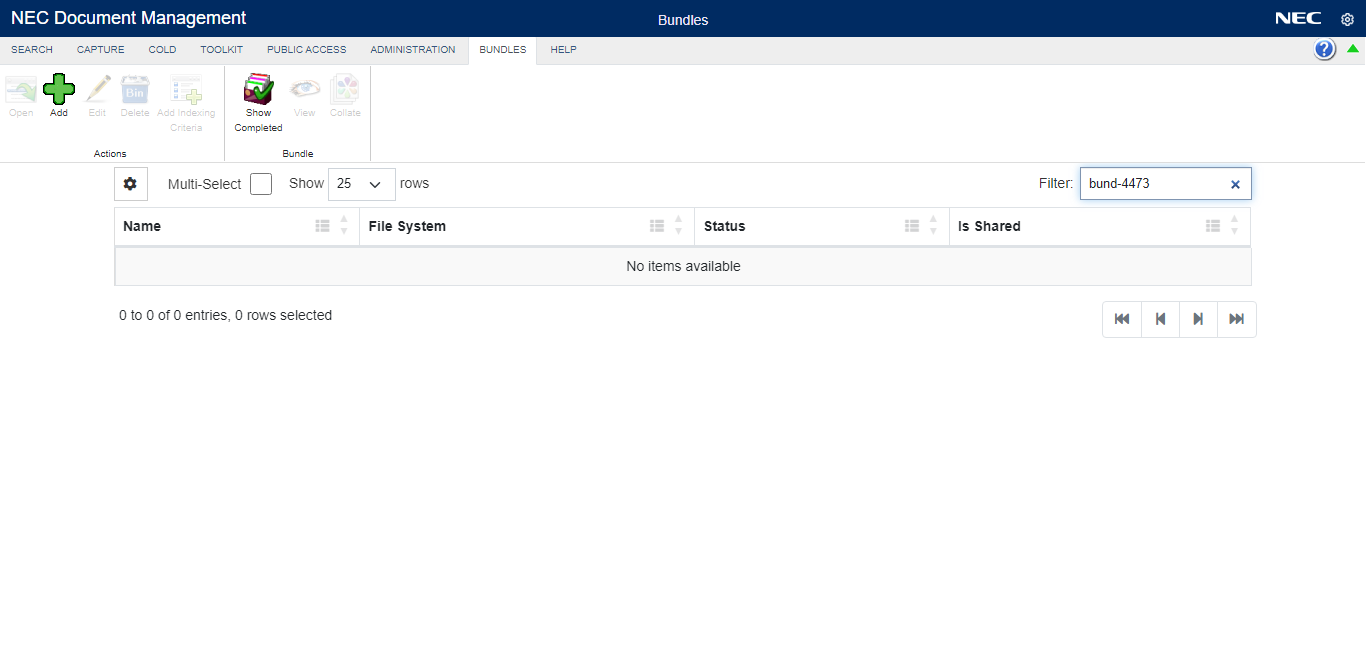 NEC Document Management
Bundles
NEC
SEARCH CAPTURE COLD TOOLKIT PUBLIC ACCESS ADMINISTRATION BUNDLES HELP
?
Open Add Edit Bin Delete Add Indexing Criteria
Show Completed View Collate
Actions Bundle
Multi-Select Show 25 rows Filter: bund-4473
Name File System Status Is Shared
No items available
0 to 0 of 0 entries, 0 rows selected